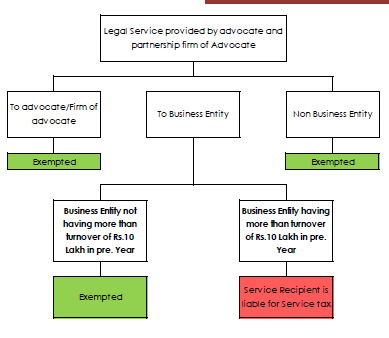 Legal Service provided by advocate and
partnership firm of Advocate
To advocate/Firm of
advocate
To Business Entity
Non Business Entity
Exempted
Exempted
Business Entity not
having more than
turnover of Rs.10
Lakh in pre. Year
Business Entity having
more than turnover
of Rs.10 Lakh in pre.
Year
Exempted
Service Recipient is
liable for Service tax